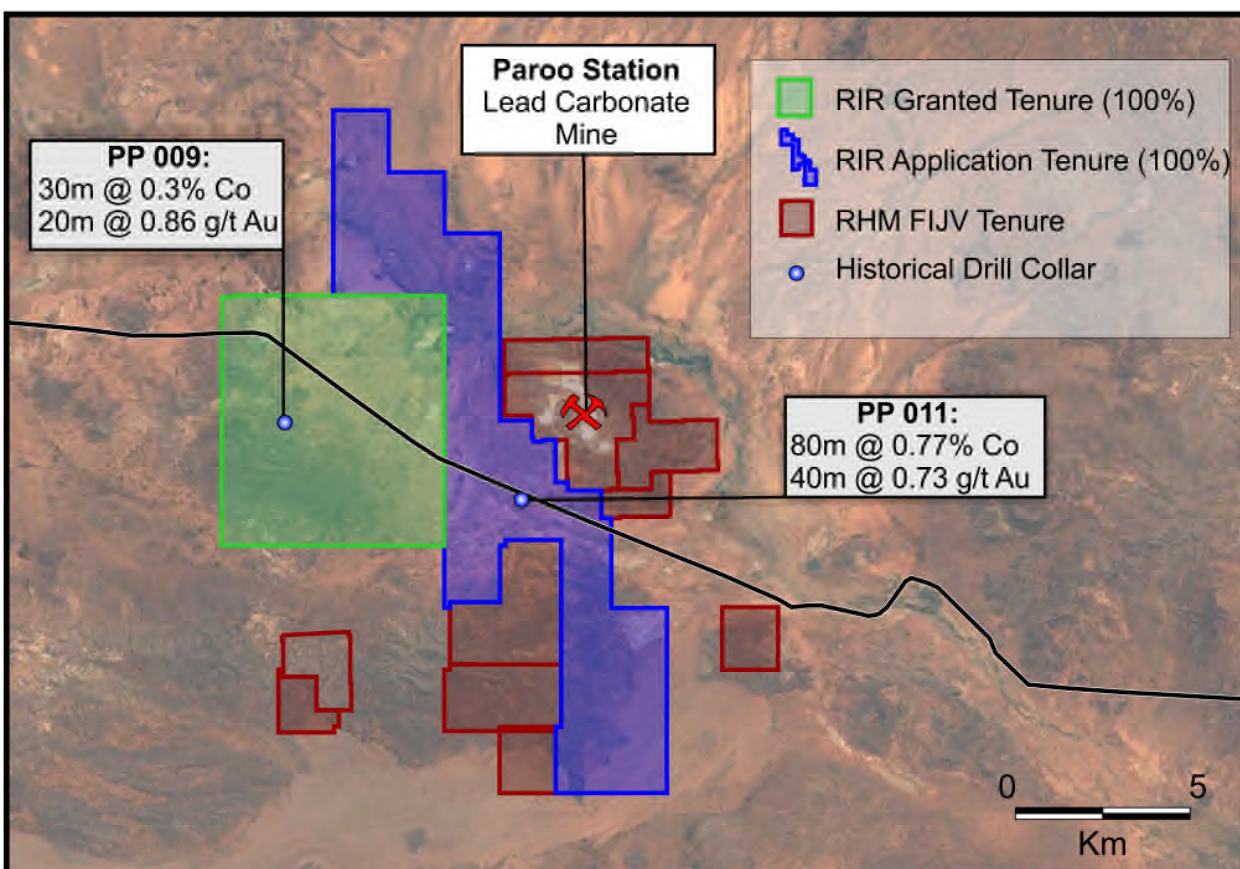 Paroo Station
Lead Carbonate
Mine
RIR Granted Tenure (100%)
RIR Application Tenure (100%)
RHM FIJV Tenure
Historical Drill Collar
PP 009:
30m @ 0.3% Co
20m @ 0.86 g/t Au
PP 011:
80m @ 0.77% Co
40m @ 0.73 g/t Au
0 5
Km